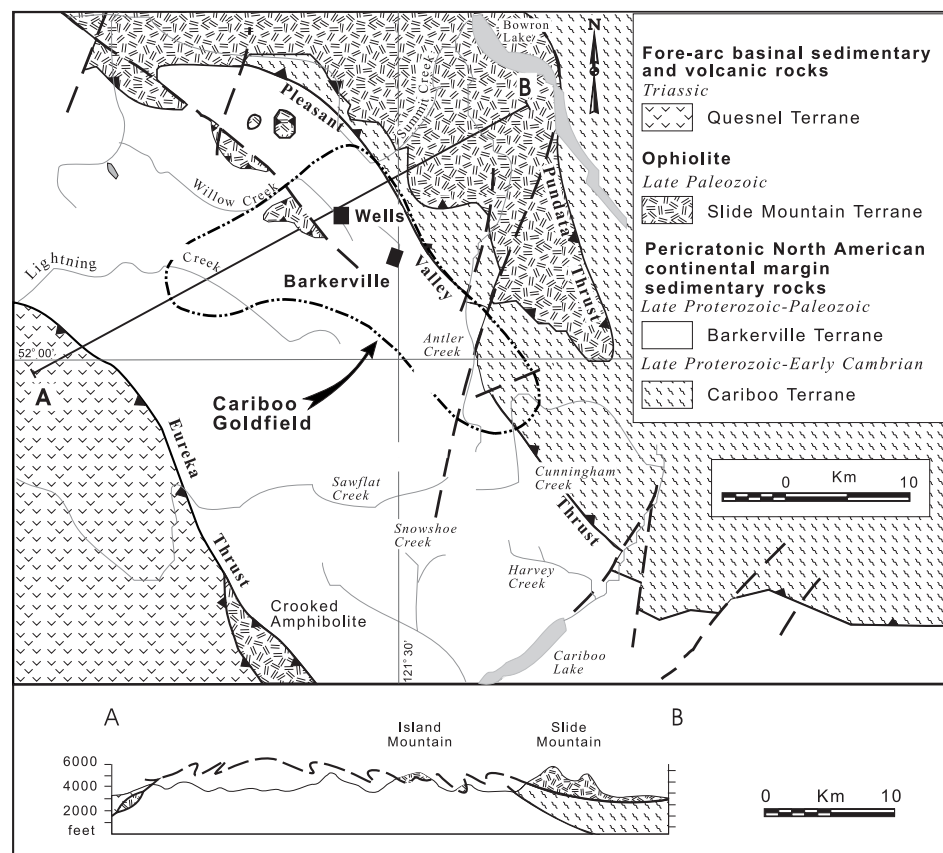 Bowron
Lake
N
B
Pleasant
Summit Creek
Willow Creek
Wells
Pundata
Thrust
Lightning
Creek
Barkerville
Valley
Antler
Creek
52° 00'
A
Cariboo
Goldfield
Eureka
Sawflat
Creek
Cunningham
Creek
Snowshoe
Creek
Thrust
Harvey
Creek
Thrust
Crooked
Amphibolite
121° 30'
Cariboo
Lake
Fore-arc basinal sedimentary
and volcanic rocks
Triassic
Quesnel Terrane
Ophiolite
Late Paleozoic
Slide Mountain Terrane
Pericratonic North American
continental margin
sedimentary rocks
Late Proterozoic-Paleozoic
Barkerville Terrane
Late Proterozoic-Early Cambrian
Cariboo Terrane
0 Km 10
A
B
Island
Mountain
Slide
Mountain
6000
4000
2000
feet
0 Km 10